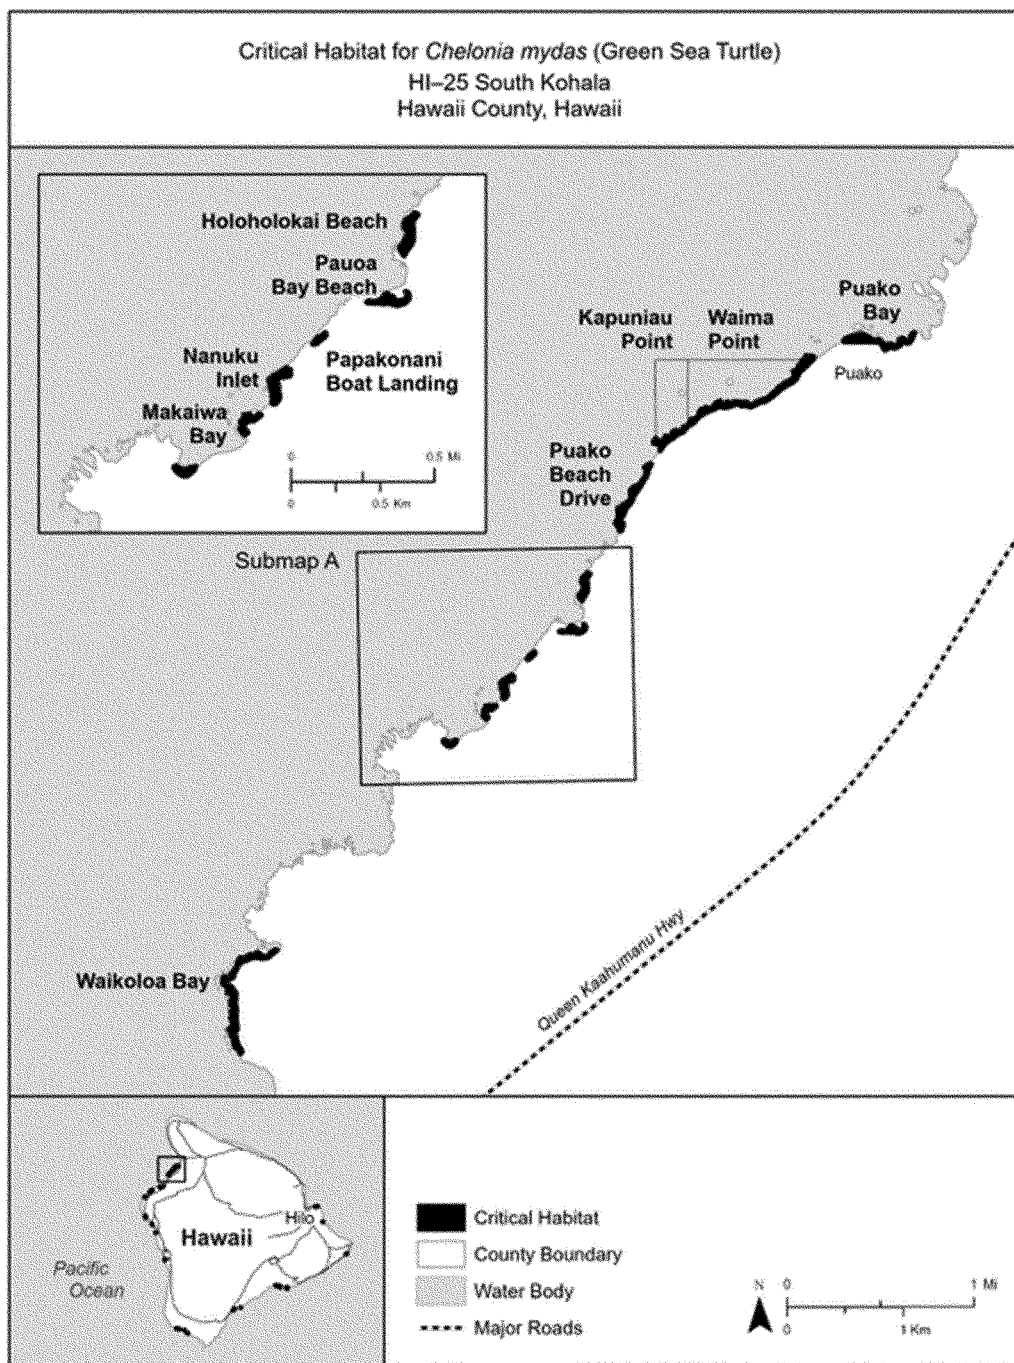 Critical Habitat for Chelonia mydas (Green Sea Turtle)
HI–25 South Kohala
Hawaii County, Hawaii
Holoholokai Beach
Pauoa
Bay Beach
Nanuku
Inlet
Papakonani
Boat Landing
Makaiwa
Bay
0 0.5 Mi
0 0.5 Km
Submap A
Puako
Bay
Kapuniau
Point
Waima
Point
Puako
Puako
Beach
Drive
Waikoloa Bay
Queen Kaahumanu Hwy
Hilo
Hawaii
Pacific
Ocean
Critical Habitat
County Boundary
Water Body
Major Roads
N
0 1 Mi
0 1 Km